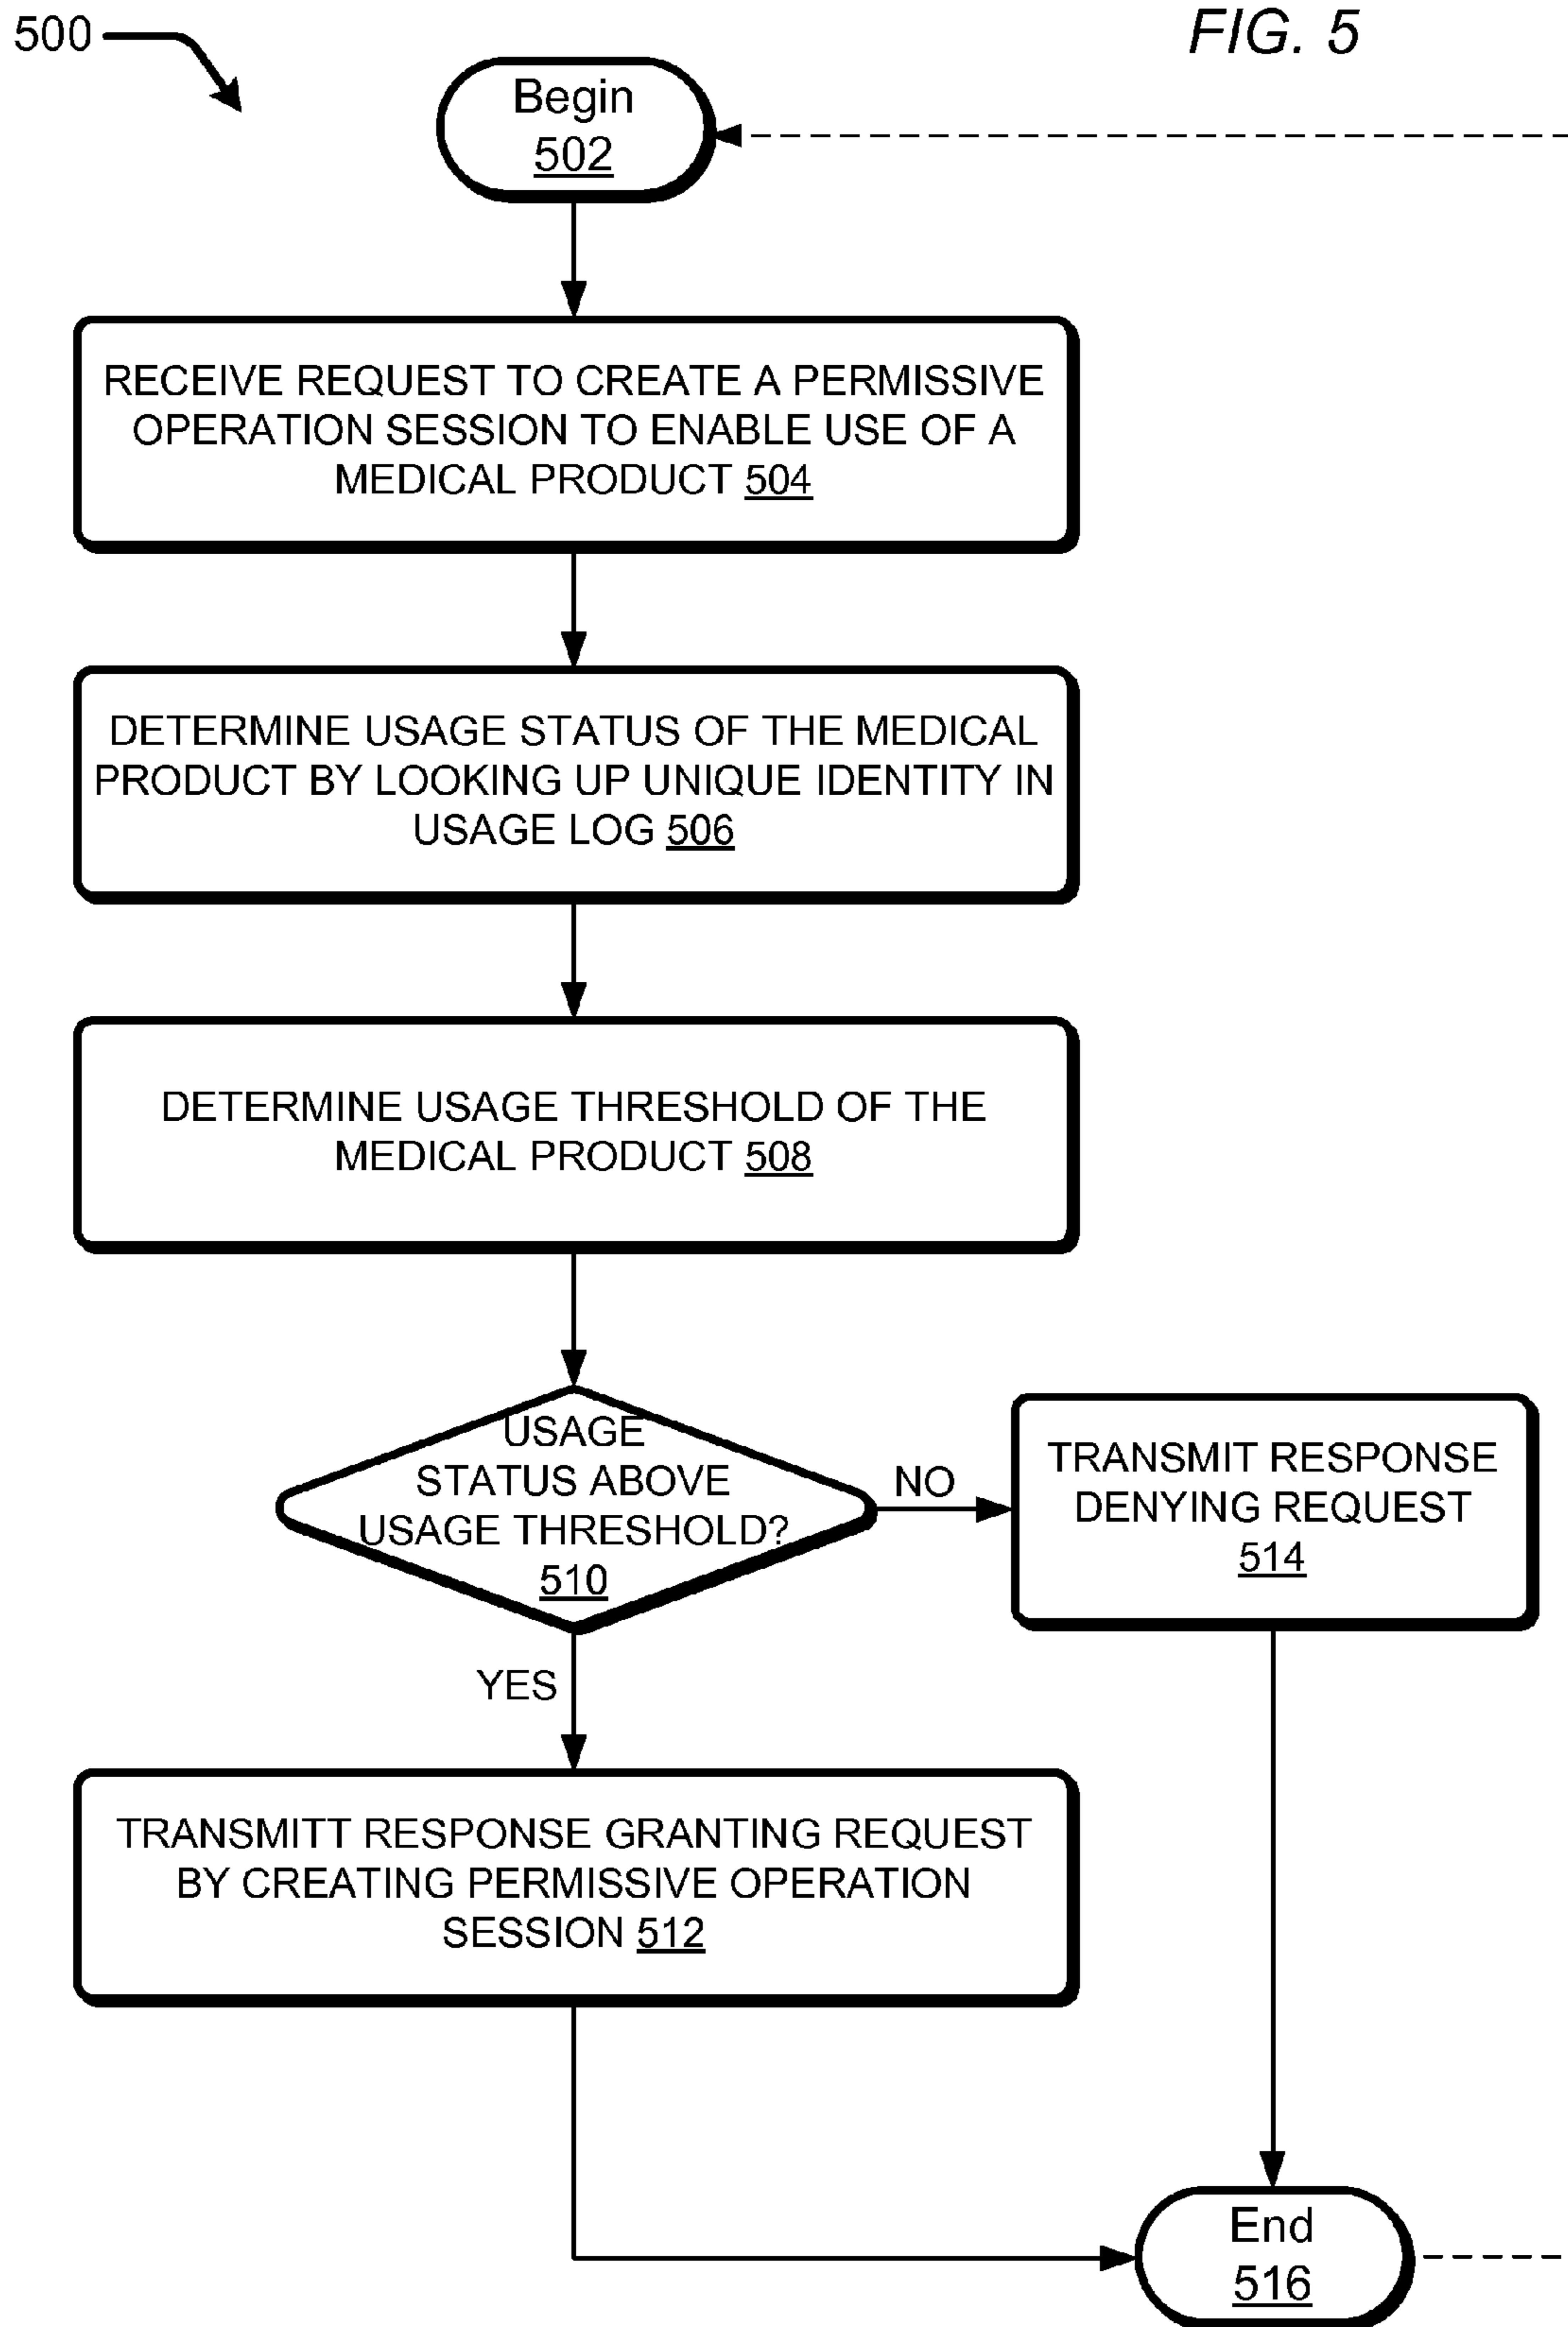 500
FIG. 5
Begin
502
RECEIVE REQUEST TO CREATE A PERMISSIVE
OPERATION SESSION TO ENABLE USE OF A
MEDICAL PRODUCT 504
DETERMINE USAGE STATUS OF THE MEDICAL
PRODUCT BY LOOKING UP UNIQUE IDENTITY IN
USAGE LOG 506
DETERMINE USAGE THRESHOLD OF THE
MEDICAL PRODUCT 508
USAGE
STATUS ABOVE
USAGE THRESHOLD?
510
NO
TRANSMIT RESPONSE
DENYING REQUEST
514
YES
TRANSMITT RESPONSE GRANTING REQUEST
BY CREATING PERMISSIVE OPERATION
SESSION 512
End
516